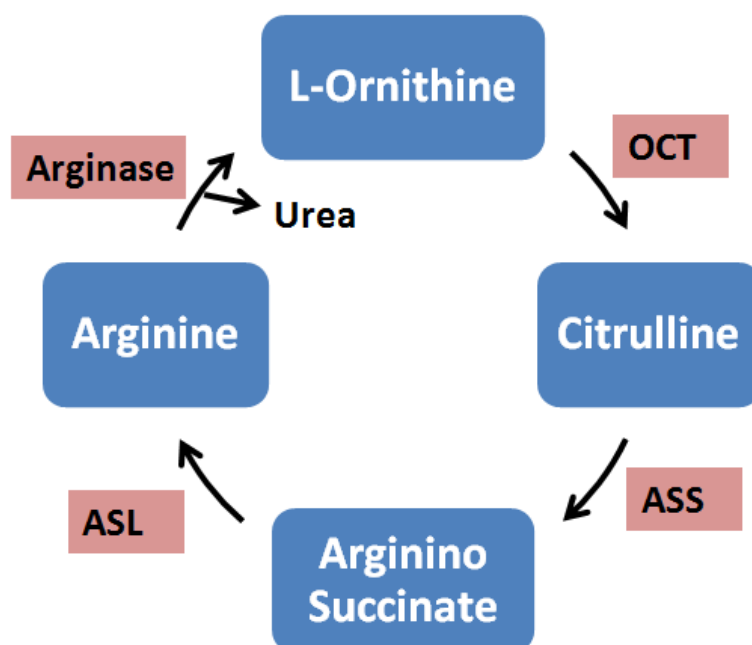 L-Ornithine
OCT
Arginase
Urea
Arginine
Citrulline
ASL
ASS
Arginino
Succinate